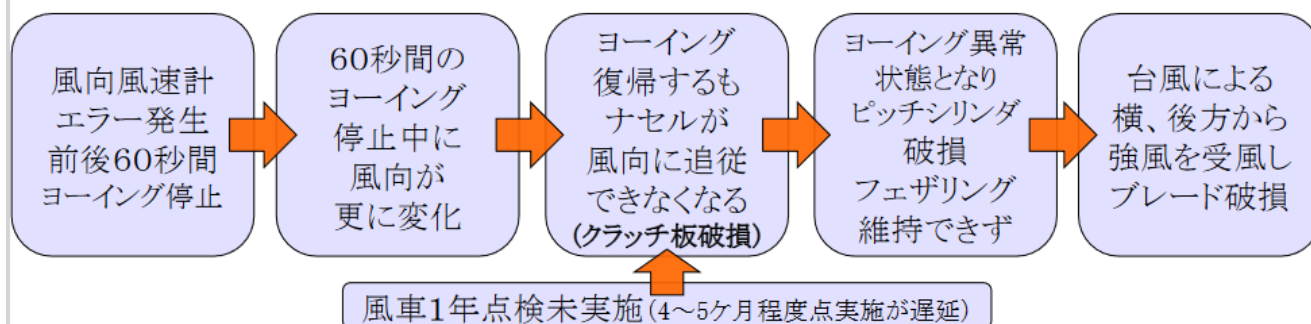 風向風速計
エラー発生
前後60秒間
ヨーイング停止
60秒間の
ヨーイング
停止中に
風向が
更に変化
ヨーイング
復帰するも
ナセルが
風向に追従
できなくなる
(クラッチ板破損)
ヨーイング異常
状態となり
ピッチシリンダ
破損
フェザリング
維持できず
台風による
横、後方から
強風を受風し
ブレード破損
風車1年点検未実施(4～5ケ月程度点実施が遅延)